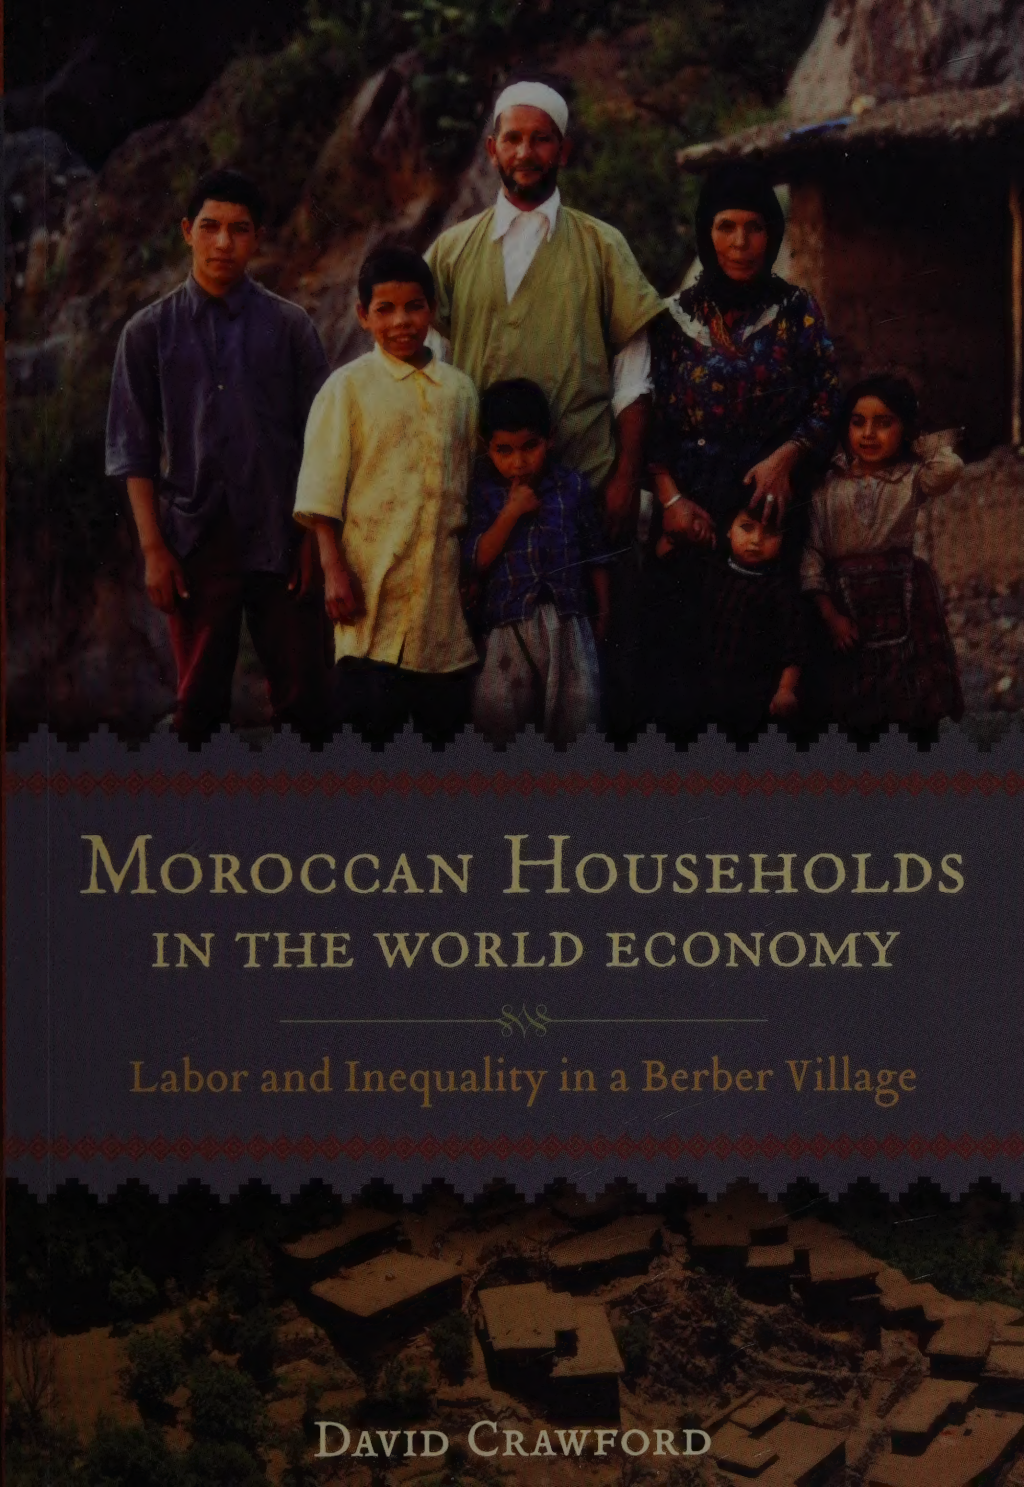 Moroccan Households
in the World Economy
Labor and Inequality in a Berber Village
David Crawford